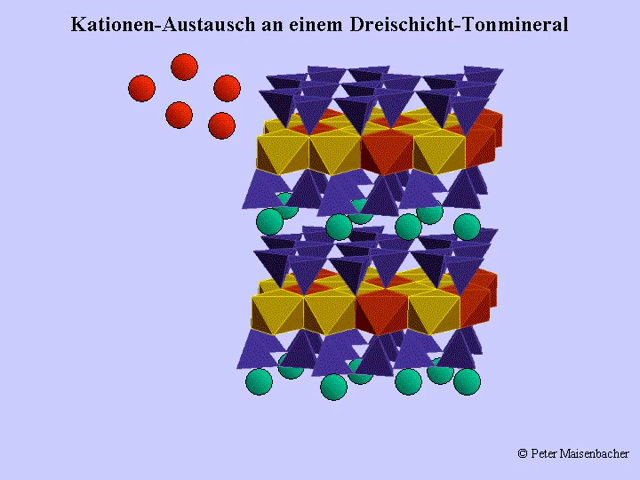 Kationen-Austausch an einem Dreischicht-Tonmineral
© Peter Maisenbacher